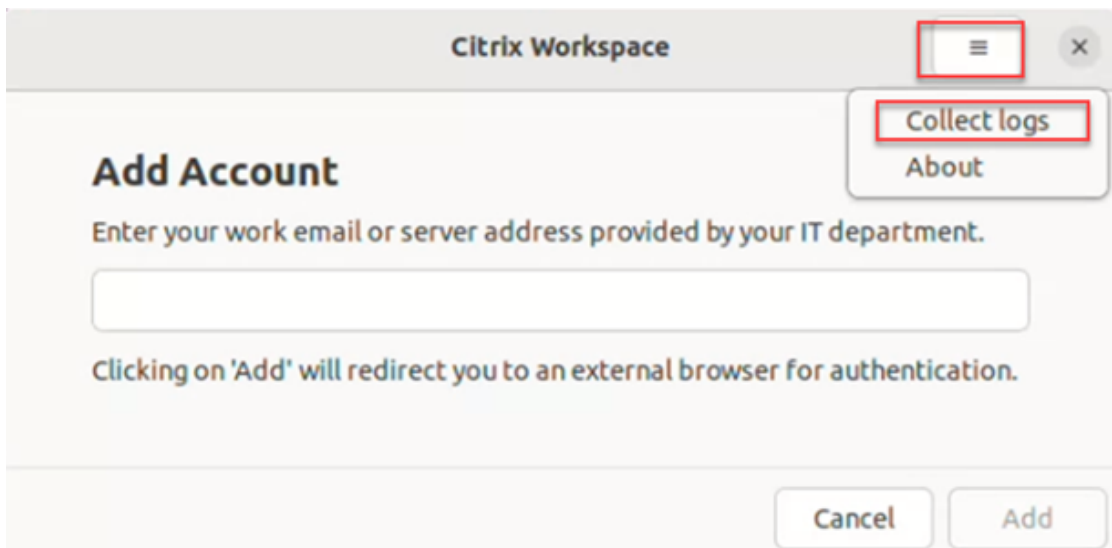 Citrix Workspace
Collect logs
About
Add Account
Enter your work email or server address provided by your IT department.
Clicking on 'Add' will redirect you to an external browser for authentication.
Cancel
Add